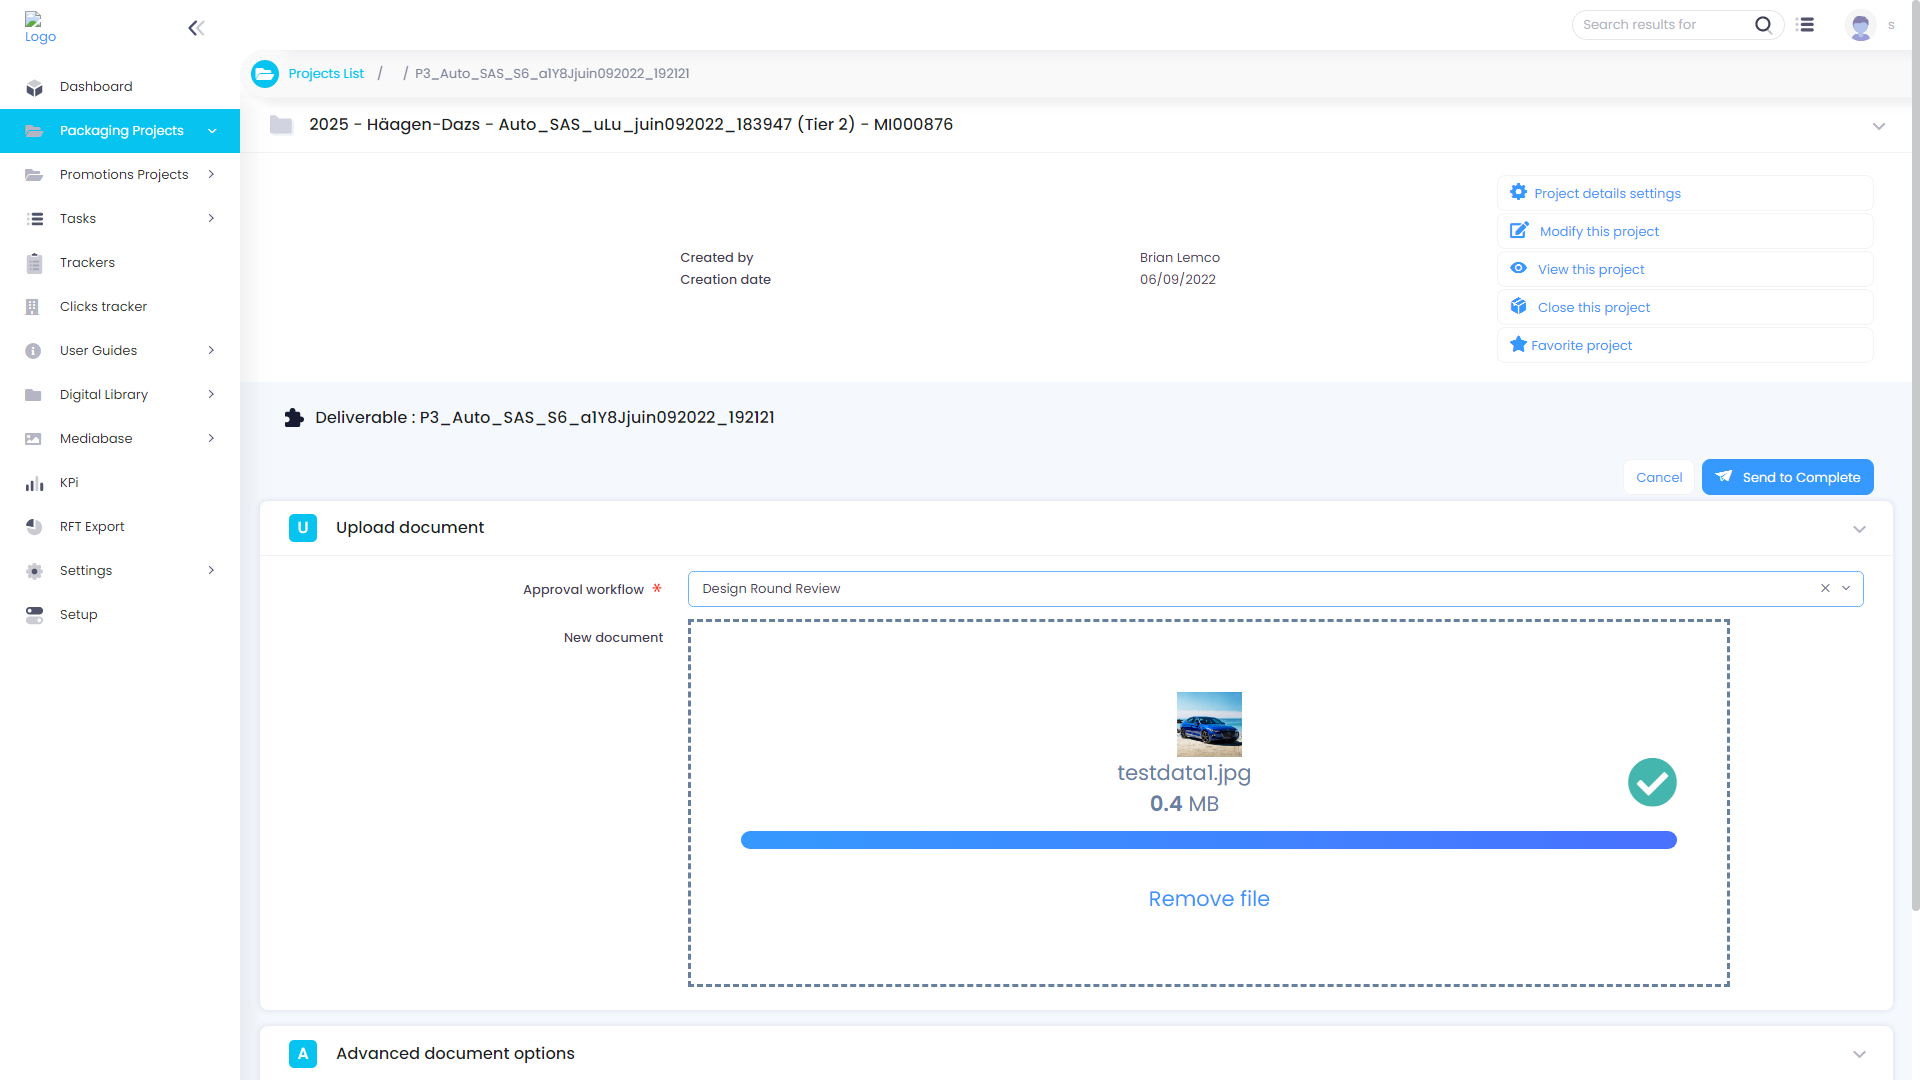 Logo
Search results for
s
Dashboard
Packaging Projects
Promotions Projects
Tasks
Trackers
Clicks tracker
User Guides
Digital Library
Mediabase
KPi
RFT Export
Settings
Setup
Projects List / / P3_Auto_SAS_S6_a1Y8Jjuin092022_192121
2025 - Häagen-Dazs - Auto_SAS_uLu_juin092022_183947 (Tier 2) - MI000876
Created by Brian Lemco
Creation date 06/09/2022
Project details settings
Modify this project
View this project
Close this project
Favorite project
Deliverable : P3_Auto_SAS_S6_a1Y8Jjuin092022_192121
Cancel
Send to Complete
U Upload document
Approval workflow * Design Round Review
New document
testdata1.jpg
0.4 MB
Remove file
A Advanced document options